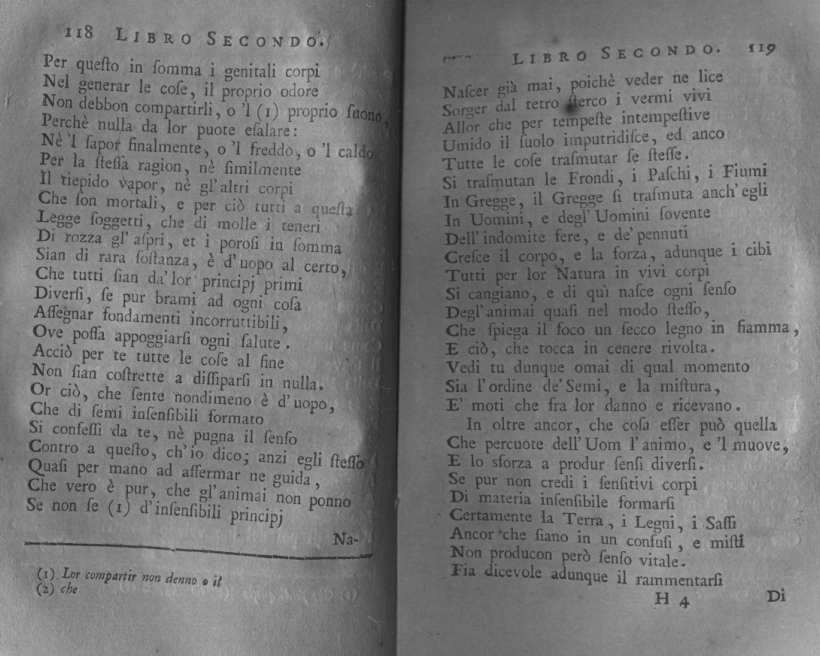 118 LIBRO SECONDO.
Per queſto in ſomma i genitali corpi
Nel generar le coſe, il proprio odore
Non debbon compartirli, o 'l (1) proprio ſuono,
Perchè nulla da lor puote eſalare:
Nè 'l ſapor finalmente, o 'l freddo, o 'l caldo
Per la ſteſſa ragion, nè ſimilmente
Il tiepido vapor, nè gl'altri corpi
Che ſon mortali, e per ciò tutti a queſta
Legge ſoggetti, che di molle i teneri
Di rozza gl'aſpri, et i poroſi in ſomma
Sian di rara ſoſtanza, è d'uopo al certo,
Che tutti ſian da'lor principj primi
Diverſi, ſe pur brami ad ogni coſa
Aſſegnar fondamenti incorruttibili,
Ove poſſa appoggiarſi ogni ſalute.
Acciò per te tutte le coſe al fine
Non ſian coſtrette a diſſiparſi in nulla.
Or ciò, che ſente nondimeno è d'uopo,
Che di ſemi inſenſibili formato
Si confeſſi da te, nè pugna il ſenſo
Contro a queſto, ch'io dico; anzi egli ſteſſo
Quaſi per mano ad affermar ne guida,
Che vero è pur, che gl'animai non ponno
Se non ſe (1) d'inſenſibili principj
Na-
(1) Lor compartir non denno o il
(2) che
LIBRO SECONDO. 119
Naſcer già mai, poichè veder ne lice
Sorger dal tetro ſterco i vermi vivi
Allor che per tempeſte intempeſtive
Umido il ſuolo imputridiſce, ed anco
Tutte le coſe traſmutar ſe ſteſſe.
Si traſmutan le Frondi, i Paſchi, i Fiumi
In Gregge, il Gregge ſi traſmuta anch'egli
In Uomini, e degl'Uomini ſovente
Dell'indomite fere, e de' pennuti
Creſce il corpo, e la forza, adunque i cibi
Tutti per lor Natura in vivi corpi
Si cangiano, e di quì naſce ogni ſenſo
Degl'animai quaſi nel modo ſteſſo,
Che ſpiega il foco un ſecco legno in fiamma,
E ciò, che tocca in cenere rivolta.
Vedi tu dunque omai di qual momento
Sia l'ordine de'Semi, e la miſtura,
E' moti che fra lor danno e ricevano.
In oltre ancor, che coſa eſſer può quella
Che percuote dell'Uom l'animo, e 'l muove,
E lo sforza a produr ſenſi diverſi.
Se pur non credi i ſenſitivi corpi
Di materia inſenſibile formarſi
Certamente la Terra, i Legni, i Saſſi
Ancor che ſiano in un confuſi, e miſti
Non producon però ſenſo vitale.
Fia dicevole adunque il rammentarſi
H 4 Di